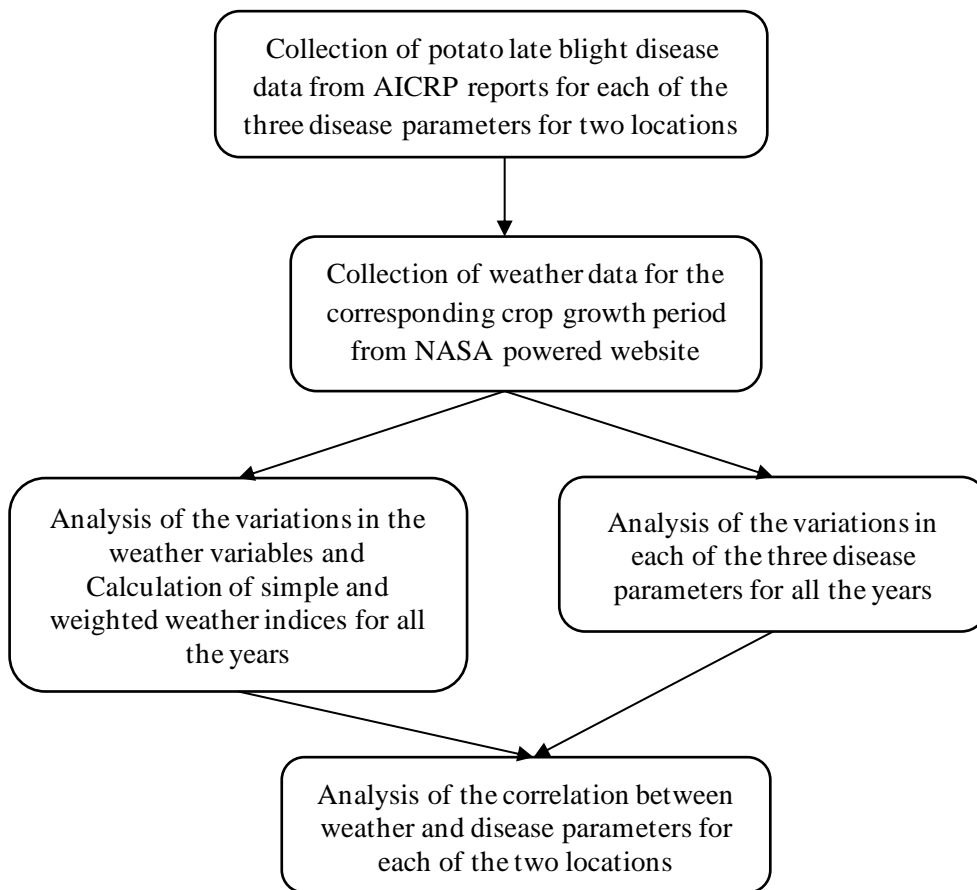 Collection of potato late blight disease
data from AICRP reports for each of the
three disease parameters for two locations
Collection of weather data for the
corresponding crop growth period
from NASA powered website
Analysis of the variations in the
weather variables and
Calculation of simple and
weighted weather indices for all
the years
Analysis of the variations in
each of the three disease
parameters for all the years
Analysis of the correlation between
weather and disease parameters for
each of the two locations